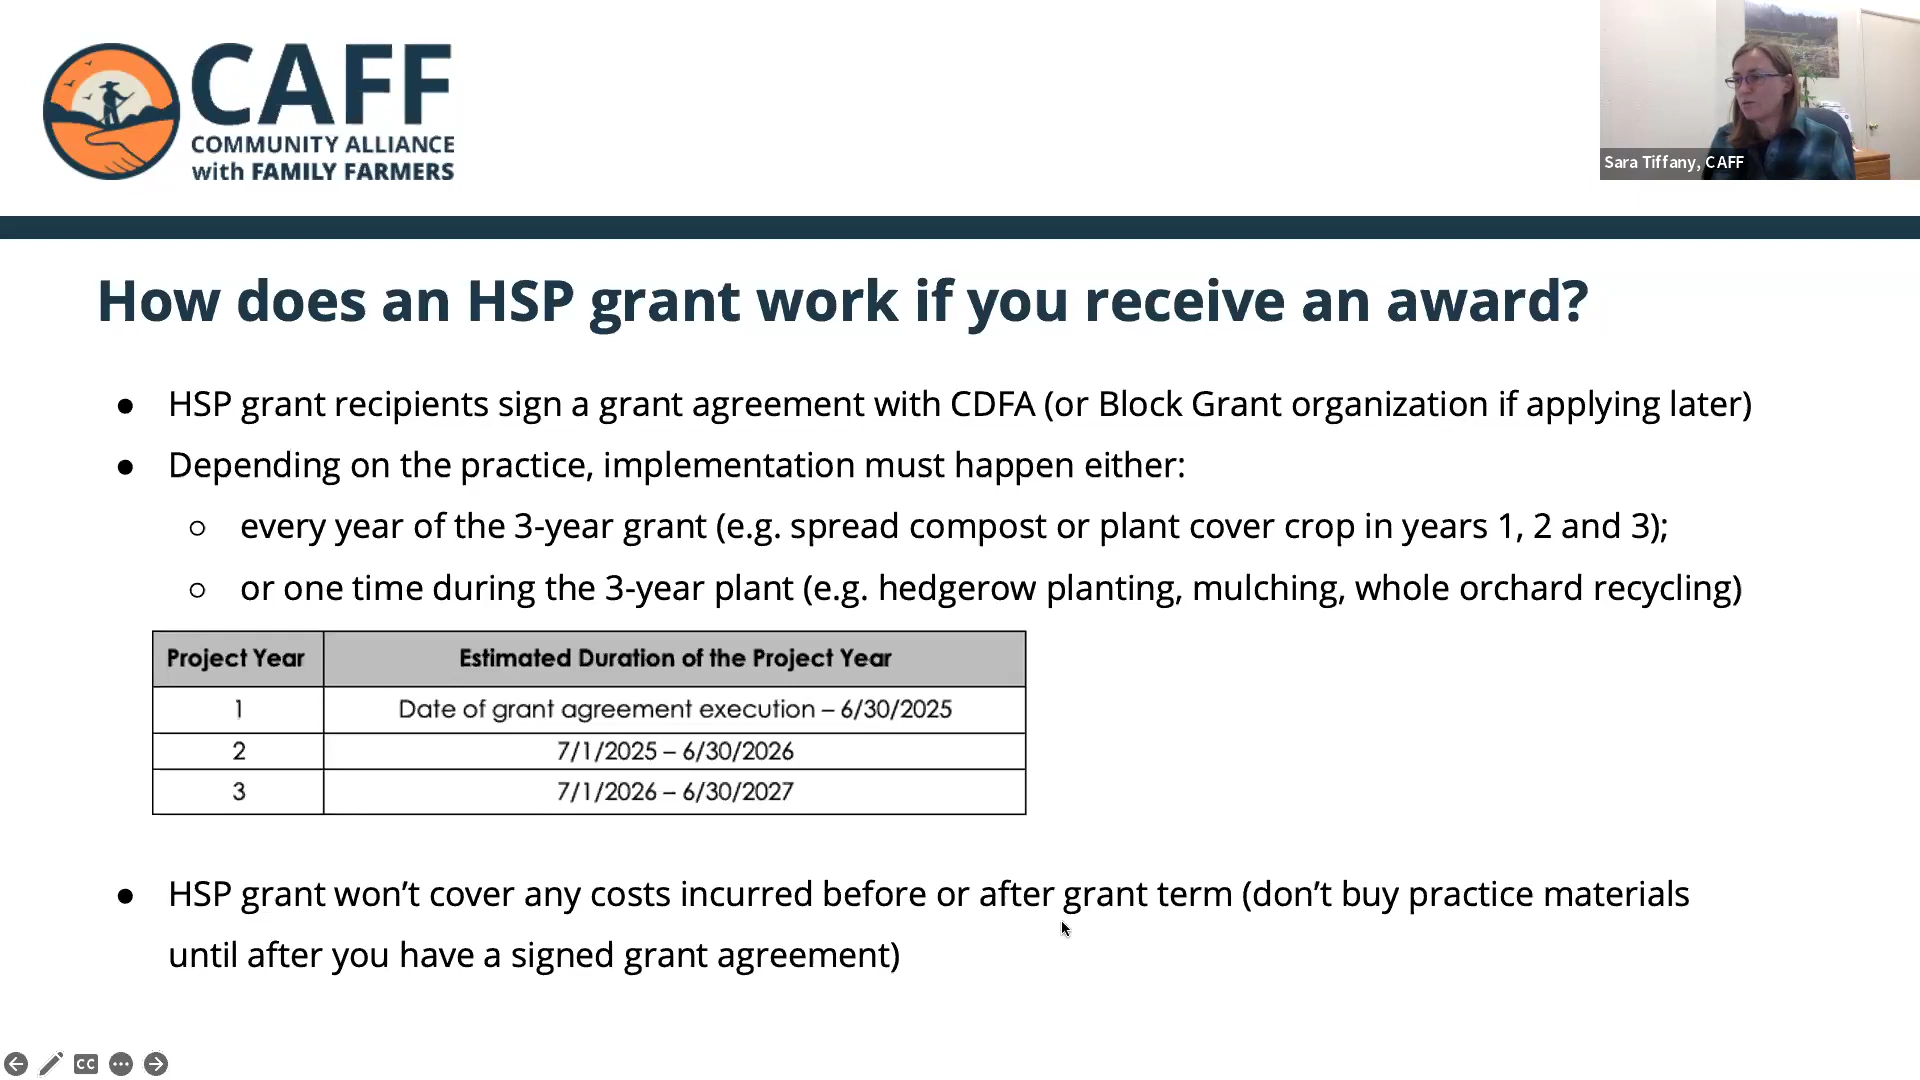 CAFF
COMMUNITY ALLIANCE
with FAMILY FARMERS
Sara Tiffany, CAFF
How does an HSP grant work if you receive an award?
● HSP grant recipients sign a grant agreement with CDFA (or Block Grant organization if applying later)
● Depending on the practice, implementation must happen either:
○ every year of the 3-year grant (e.g. spread compost or plant cover crop in years 1, 2 and 3);
○ or one time during the 3-year plant (e.g. hedgerow planting, mulching, whole orchard recycling)
Project Year Estimated Duration of the Project Year
1 Date of grant agreement execution – 6/30/2025
2 7/1/2025 – 6/30/2026
3 7/1/2026 – 6/30/2027
● HSP grant won’t cover any costs incurred before or after grant term (don’t buy practice materials
until after you have a signed grant agreement)
CC